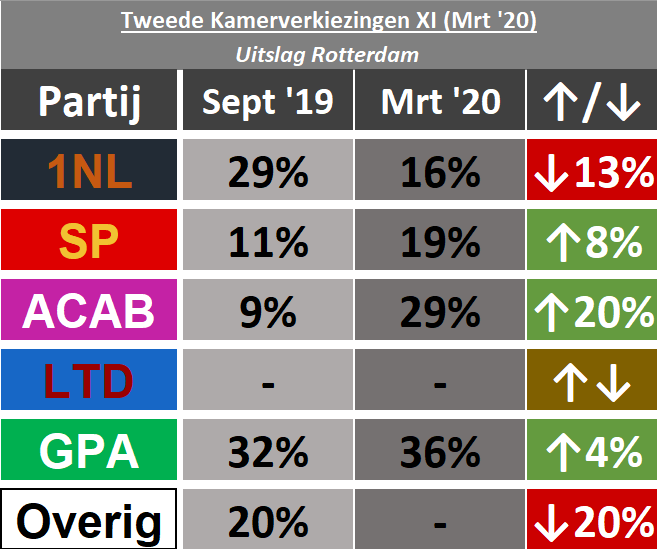 Tweede Kamerverkiezingen XI (Mrt '20)
Uitslag Rotterdam
Partij Sept '19 Mrt '20 ↑/↓
1NL 29% 16% ↓13%
SP 11% 19% ↑8%
ACAB 9% 29% ↑20%
LTD - - ↑↓
GPA 32% 36% ↑4%
Overig 20% - ↓20%